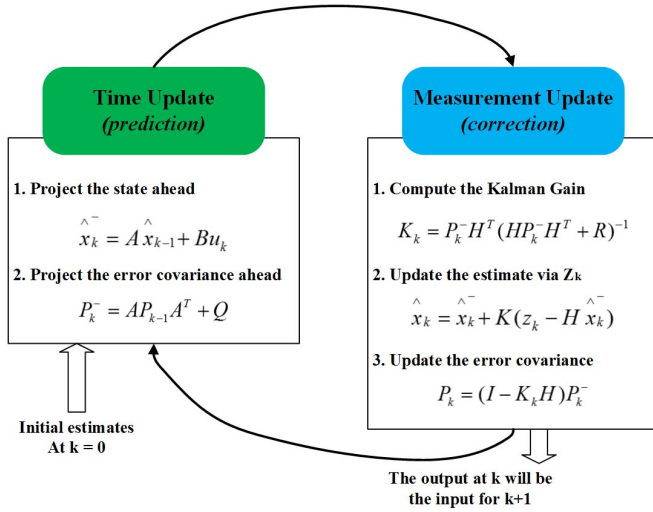 Time Update
(prediction)
1. Project the state ahead
x̂ₖ⁻ = Ax̂ₖ₋₁ + Buₖ
2. Project the error covariance ahead
Pₖ⁻ = APₖ₋₁Aᵀ + Q
Initial estimates
At k = 0
Measurement Update
(correction)
1. Compute the Kalman Gain
Kₖ = Pₖ⁻Hᵀ(HPₖ⁻Hᵀ + R)⁻¹
2. Update the estimate via Zₖ
x̂ₖ = x̂ₖ⁻ + K(zₖ − Hx̂ₖ⁻)
3. Update the error covariance
Pₖ = (I − KₖH)Pₖ⁻
The output at k will be
the input for k+1